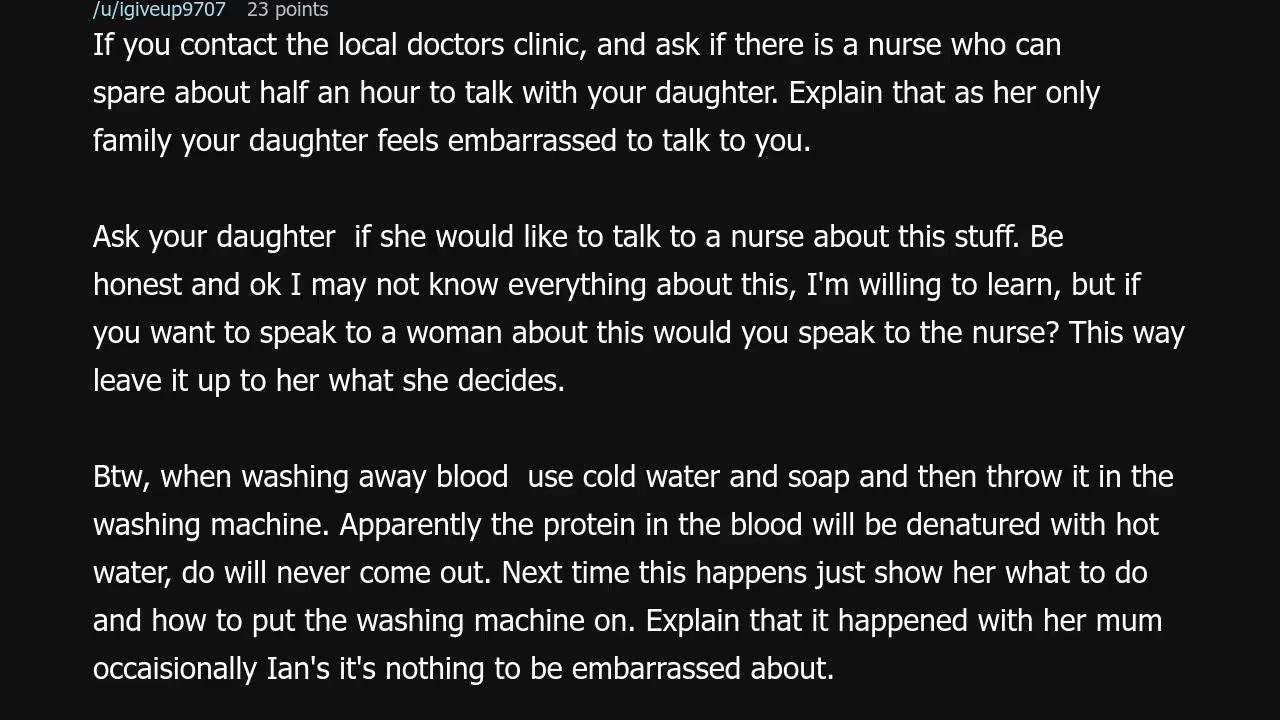 /u/igiveup9707 23 points
If you contact the local doctors clinic, and ask if there is a nurse who can
spare about half an hour to talk with your daughter. Explain that as her only
family your daughter feels embarrassed to talk to you.
Ask your daughter  if she would like to talk to a nurse about this stuff. Be
honest and ok I may not know everything about this, I'm willing to learn, but if
you want to speak to a woman about this would you speak to the nurse? This way
leave it up to her what she decides.
Btw, when washing away blood  use cold water and soap and then throw it in the
washing machine. Apparently the protein in the blood will be denatured with hot
water, do will never come out. Next time this happens just show her what to do
and how to put the washing machine on. Explain that it happened with her mum
occaisionally Ian's it's nothing to be embarrassed about.